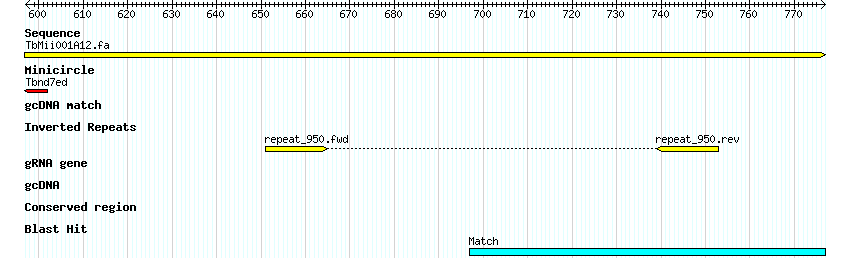 600 610 620 630 640 650 660 670 680 690 700 710 720 730 740 750 760 770
Sequence
TbMii001A12.fa
Minicircle
Tbnd7ed
gcDNA match
Inverted Repeats
repeat_950.fwd repeat_950.rev
gRNA gene
gcDNA
Conserved region
Blast Hit
Match